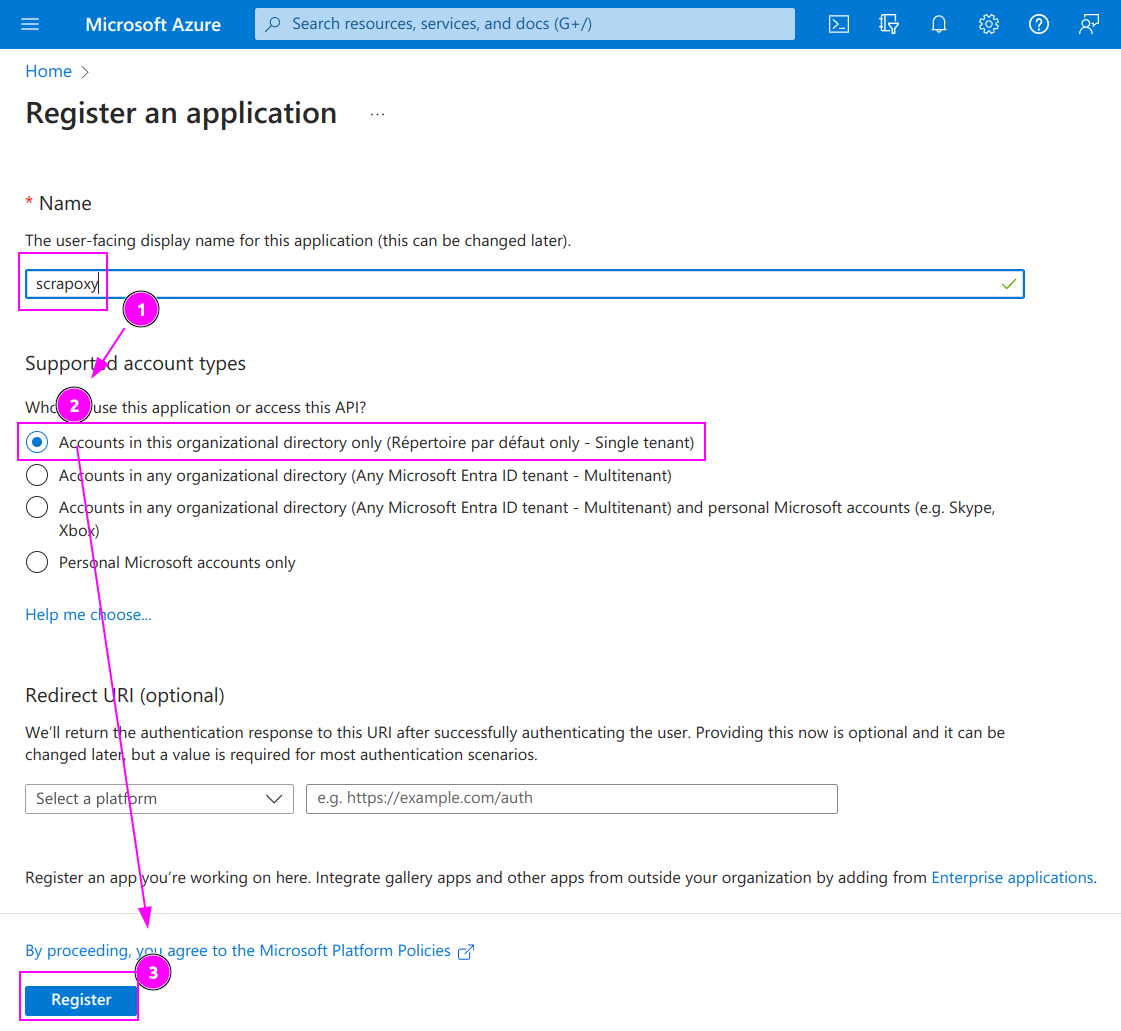 Microsoft Azure
Search resources, services, and docs (G+/)
Home
Register an application
...
* Name
The user-facing display name for this application (this can be changed later).
scrapoxy
1
Supported account types
2
Who use this application or access this API?
Accounts in this organizational directory only (Répertoire par défaut only - Single tenant)
Accounts in any organizational directory (Any Microsoft Entra ID tenant - Multitenant)
Accounts in any organizational directory (Any Microsoft Entra ID tenant - Multitenant) and personal Microsoft accounts (e.g. Skype,
Xbox)
Personal Microsoft accounts only
Help me choose...
Redirect URI (optional)
We'll return the authentication response to this URI after successfully authenticating the user. Providing this now is optional and it can be
changed later, but a value is required for most authentication scenarios.
Select a platform
e.g. https://example.com/auth
Register an app you're working on here. Integrate gallery apps and other apps from outside your organization by adding from Enterprise applications.
By proceeding, you agree to the Microsoft Platform Policies
3
Register